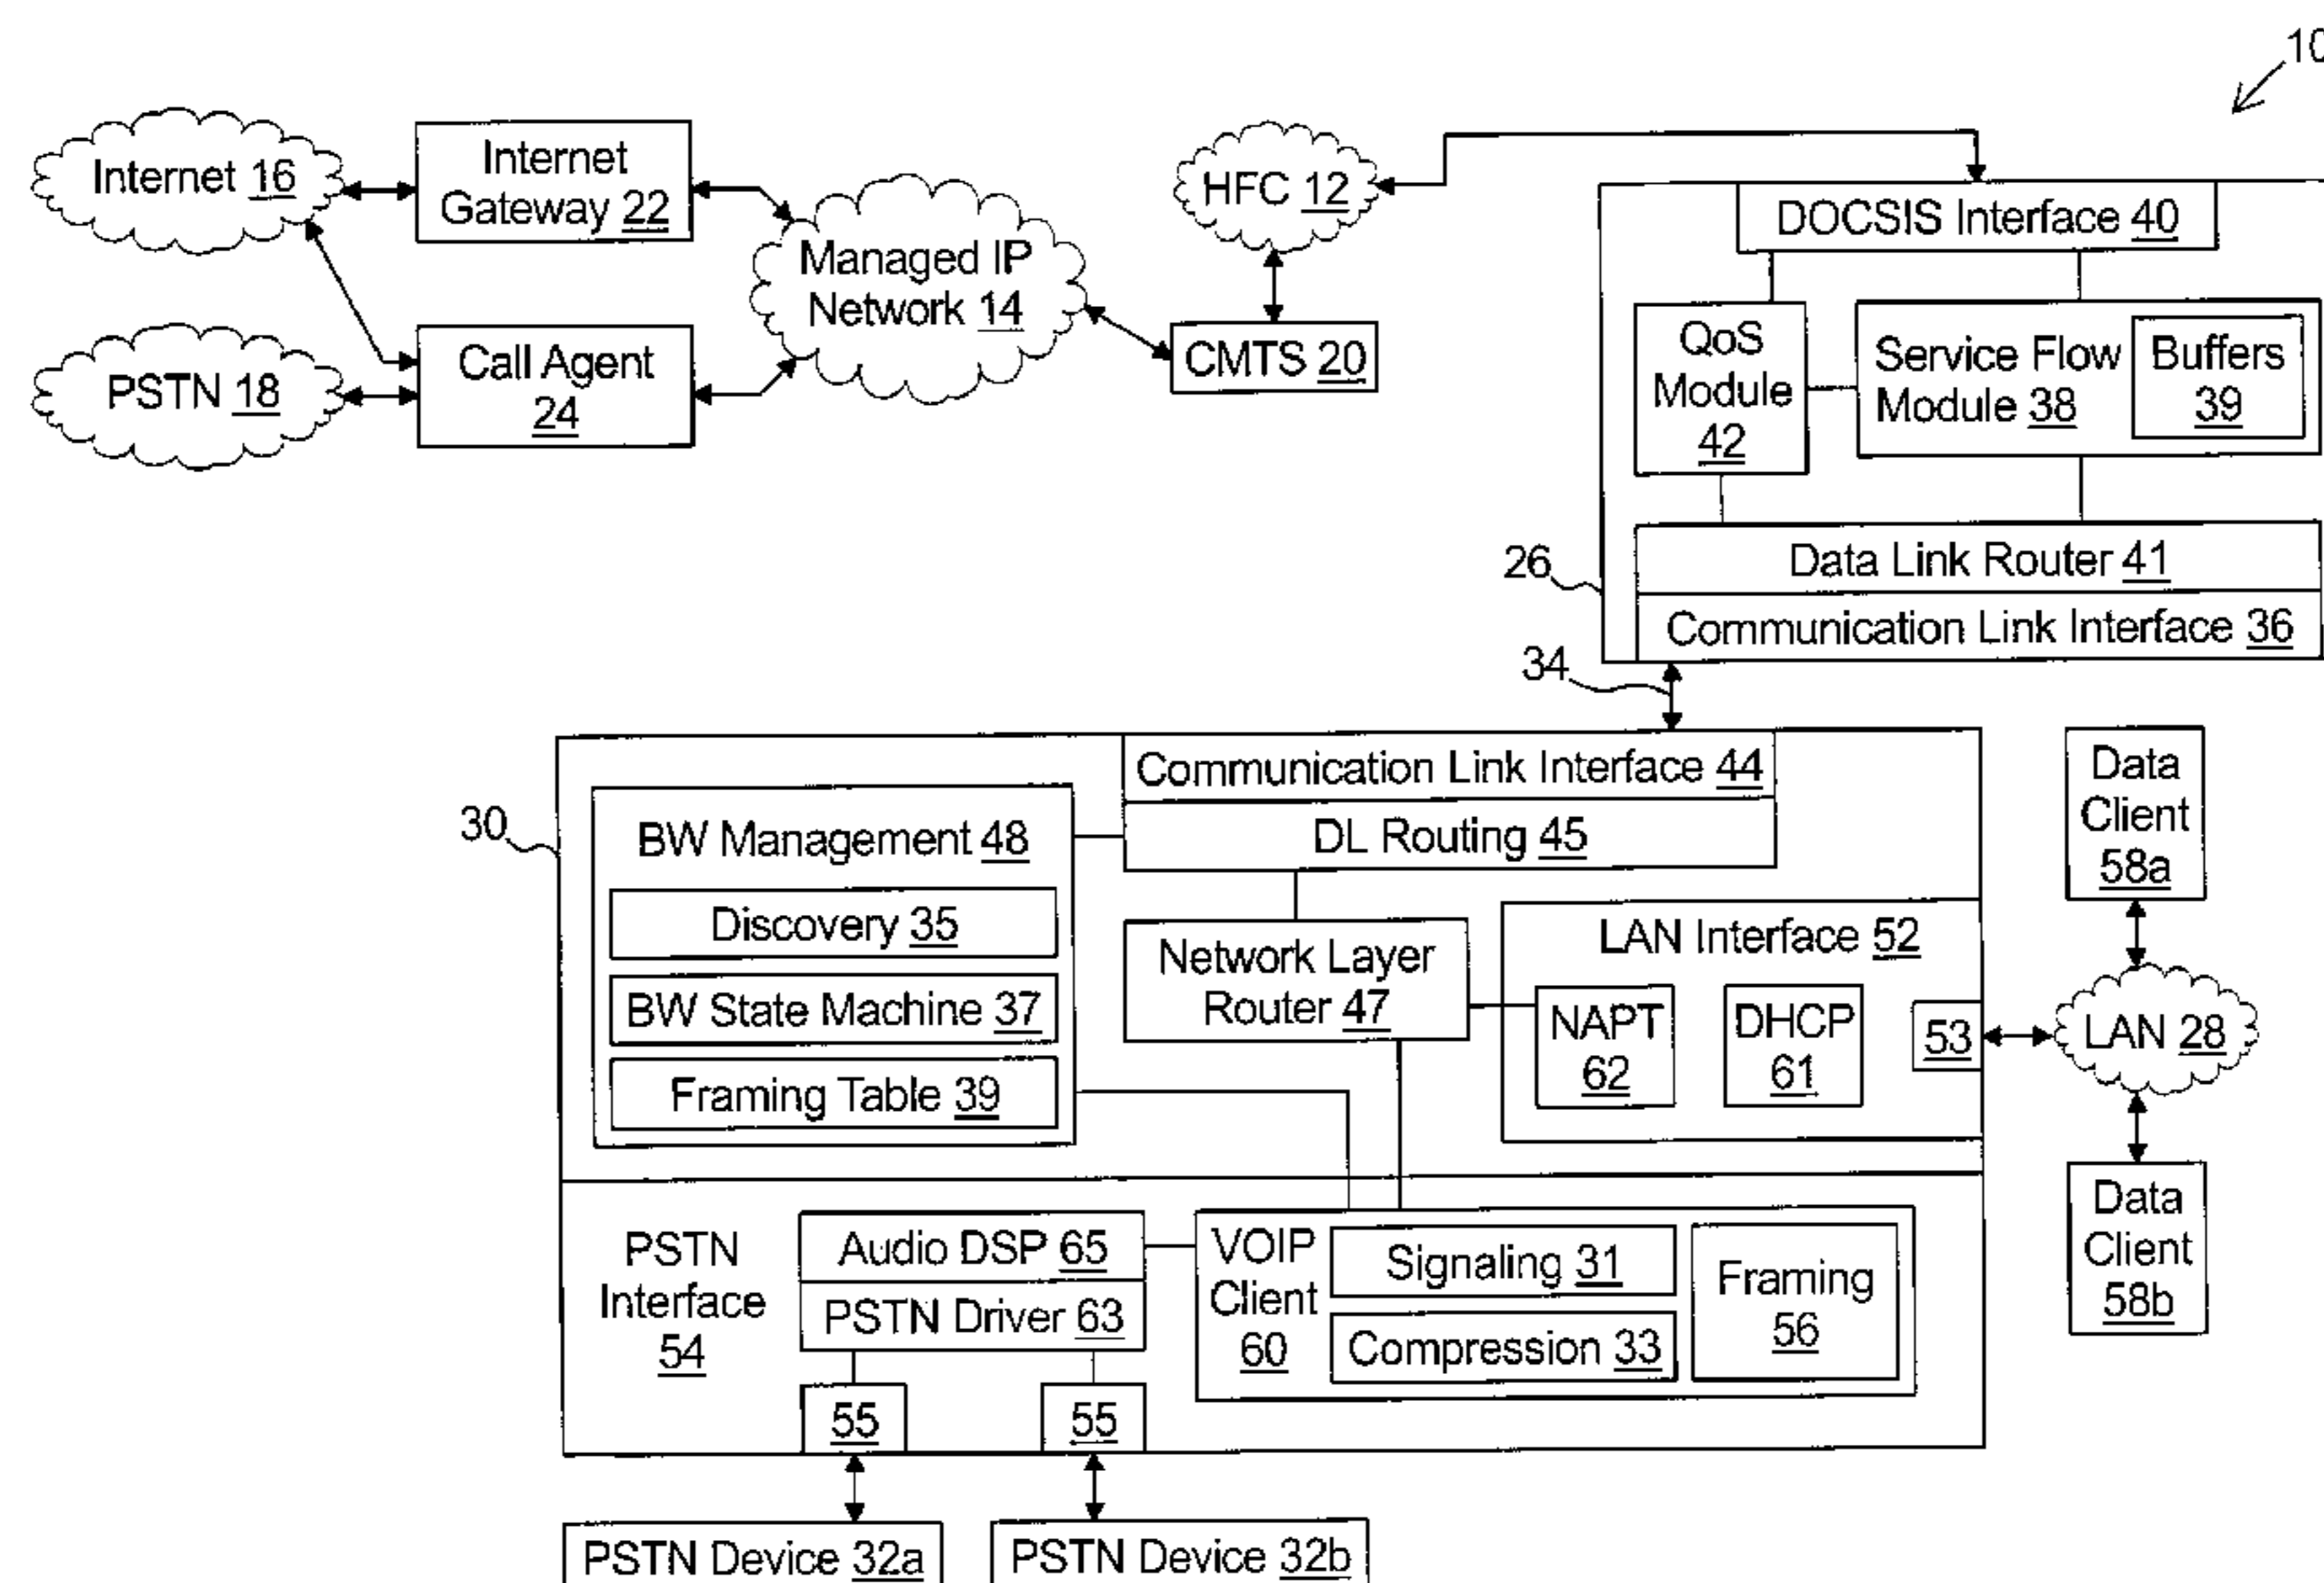 10
Internet 16
Internet
Gateway 22
HFC 12
DOCSIS Interface 40
Managed IP
Network 14
PSTN 18
Call Agent
24
CMTS 20
QoS
Module
42
Service Flow
Module 38
Buffers
39
Data Link Router 41
26
Communication Link Interface 36
34
Communication Link Interface 44
DL Routing 45
30
BW Management 48
Discovery 35
BW State Machine 37
Framing Table 39
Network Layer
Router 47
LAN Interface 52
NAPT
62
DHCP
61
53
LAN 28
Data
Client
58a
Data
Client
58b
PSTN
Interface
54
Audio DSP 65
PSTN Driver 63
VOIP
Client
60
Signaling 31
Compression 33
Framing
56
55
55
PSTN Device 32a
PSTN Device 32b